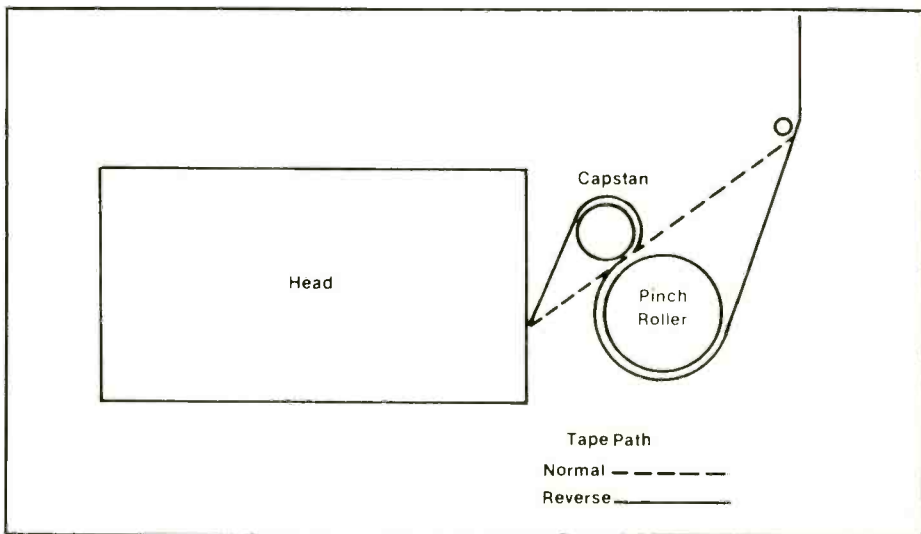 Capstan
Head
Pinch
Roller
Tape Path
Normal
Reverse